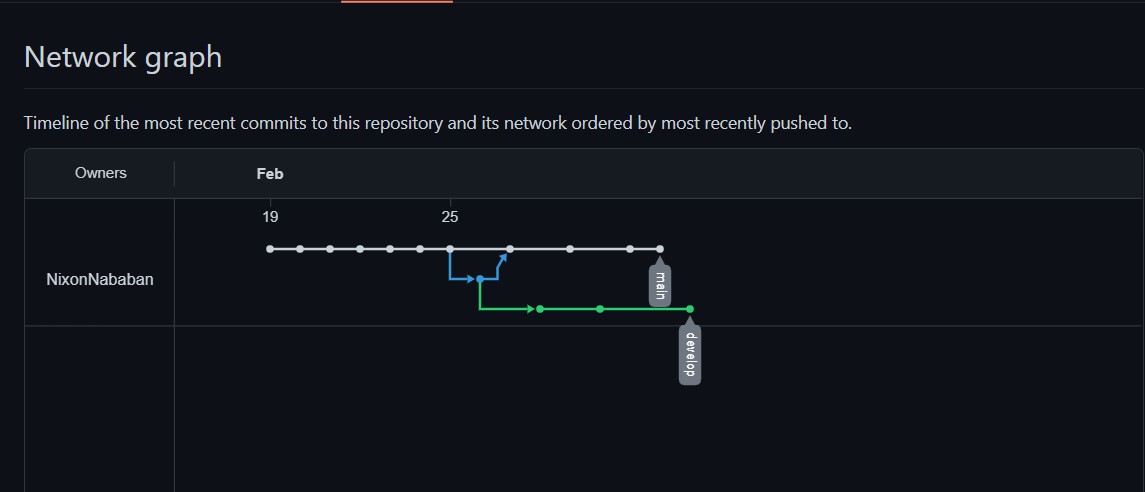 Network graph
Timeline of the most recent commits to this repository and its network ordered by most recently pushed to.
Owners
Feb
19
25
NixonNababan
main
develop